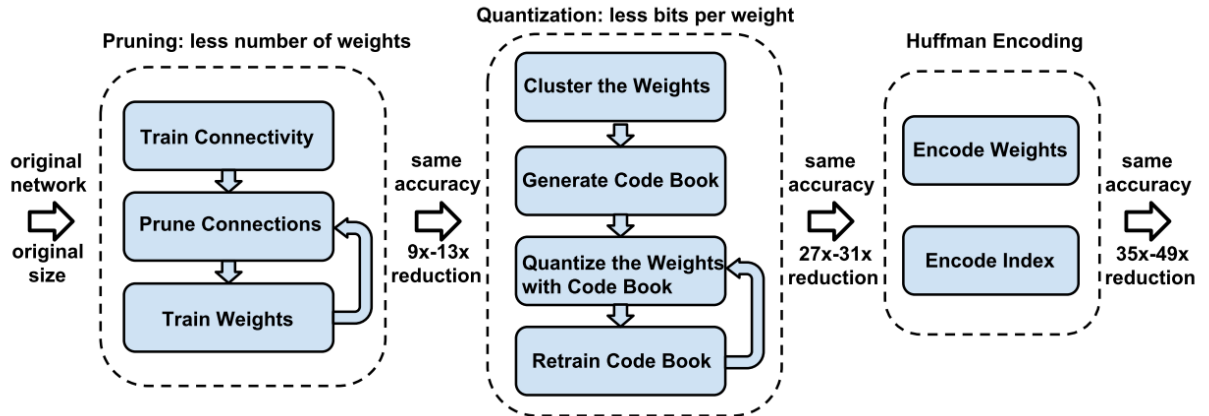 original
network
original
size
Pruning: less number of weights
Train Connectivity
Prune Connections
Train Weights
same
accuracy
9x-13x
reduction
Quantization: less bits per weight
Cluster the Weights
Generate Code Book
Quantize the Weights
with Code Book
Retrain Code Book
same
accuracy
27x-31x
reduction
Huffman Encoding
Encode Weights
Encode Index
same
accuracy
35x-49x
reduction